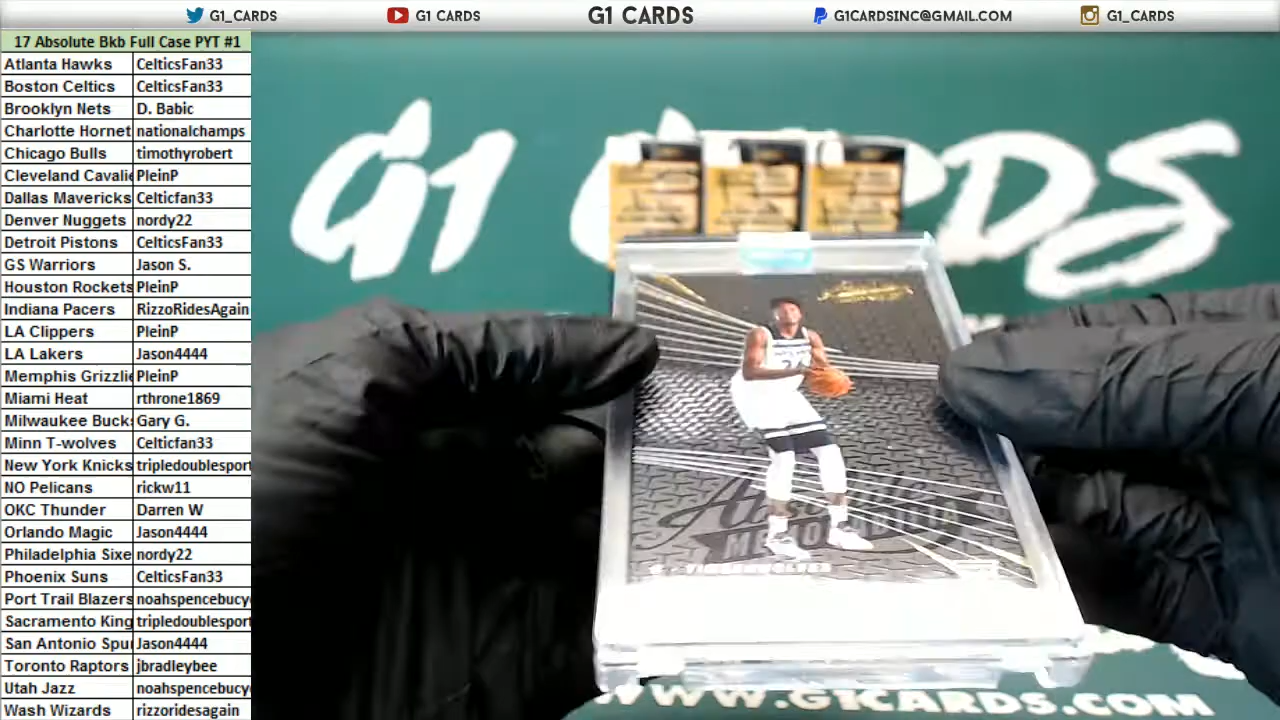 G1_CARDS G1 CARDS G1 CARDS G1CARDSINC@GMAIL.COM G1_CARDS
17 Absolute Bkb Full Case PYT #1
Atlanta Hawks CelticsFan33
Boston Celtics CelticsFan33
Brooklyn Nets D. Babic
Charlotte Hornet nationalchamps
Chicago Bulls timothyrobert
Cleveland Cavalie PleinP
Dallas Mavericks Celticfan33
Denver Nuggets nordy22
Detroit Pistons CelticsFan33
GS Warriors Jason S.
Houston Rockets PleinP
Indiana Pacers RizzoRidesAgain
LA Clippers PleinP
LA Lakers Jason4444
Memphis Grizzlie PleinP
Miami Heat rthrone1869
Milwaukee Bucks Gary G.
Minn T-wolves Celticfan33
New York Knicks tripledoublesport
NO Pelicans rickw11
OKC Thunder Darren W
Orlando Magic Jason4444
Philadelphia Sixe nordy22
Phoenix Suns CelticsFan33
Port Trail Blazers noahspencebucy
Sacramento King tripledoublesport
San Antonio Spu Jason4444
Toronto Raptors jbradleybee
Utah Jazz noahspencebucy
Wash Wizards rizzoridesagain
G1 CARDS
Absolute
MEMORABILIA
TIMBERWOLVES
WWW.G1CARDS.COM